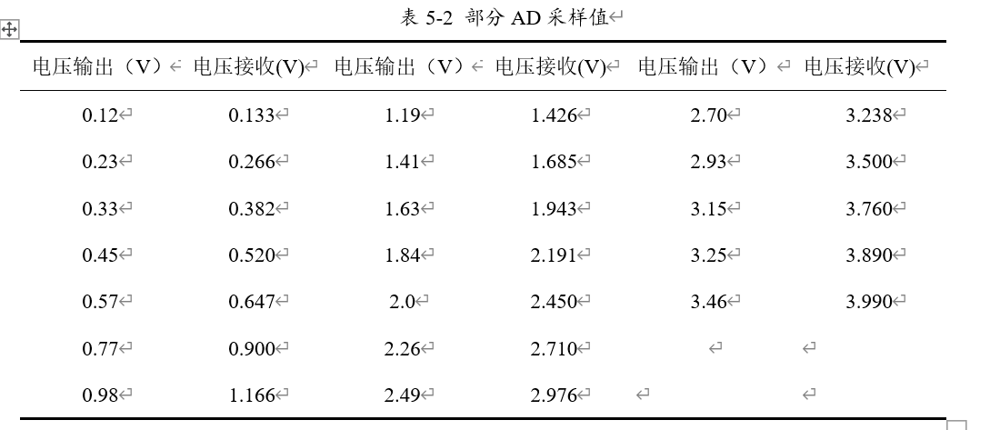 表 5-2 部分 AD 采样值
电压输出（V） 电压接收(V) 电压输出（V） 电压接收(V) 电压输出（V） 电压接收(V)
0.12 0.133 1.19 1.426 2.70 3.238
0.23 0.266 1.41 1.685 2.93 3.500
0.33 0.382 1.63 1.943 3.15 3.760
0.45 0.520 1.84 2.191 3.25 3.890
0.57 0.647 2.0 2.450 3.46 3.990
0.77 0.900 2.26 2.710
0.98 1.166 2.49 2.976